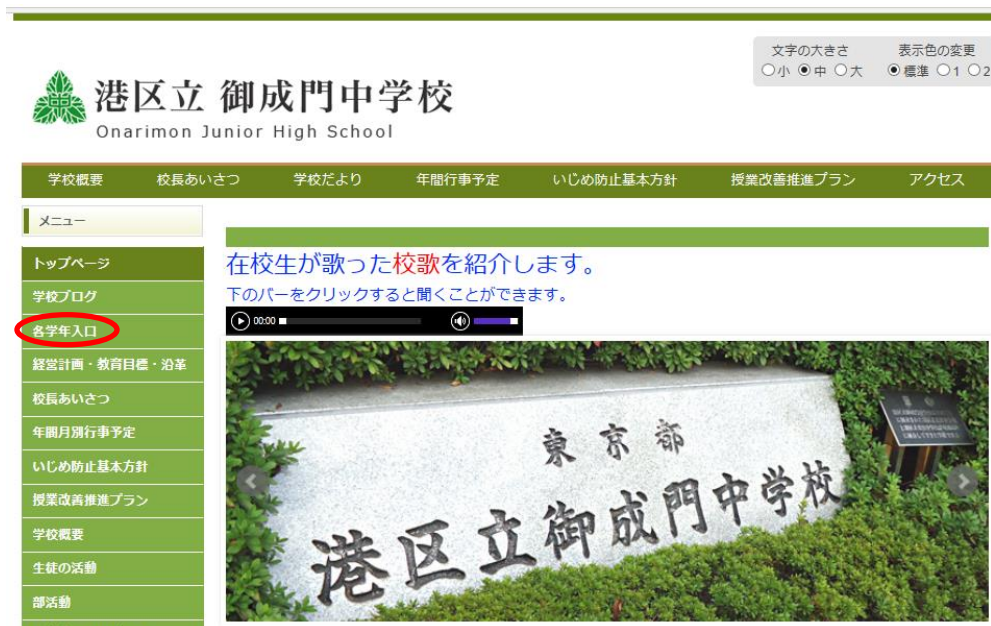 文字の大きさ 表示色の変更
小 中 大 標準 1 2
港区立 御成門中学校
Onarimon Junior High School
学校概要 校長あいさつ 学校だより 年間行事予定 いじめ防止基本方針 授業改善推進プラン アクセス
メニュー
トップページ
学校ブログ
各学年入口
経営計画・教育目標・沿革
校長あいさつ
年間月別行事予定
いじめ防止基本方針
授業改善推進プラン
学校概要
生徒の活動
部活動
在校生が歌った校歌を紹介します。
下のバーをクリックすると聞くことができます。
00:00
東京都
港区立御成門中学校